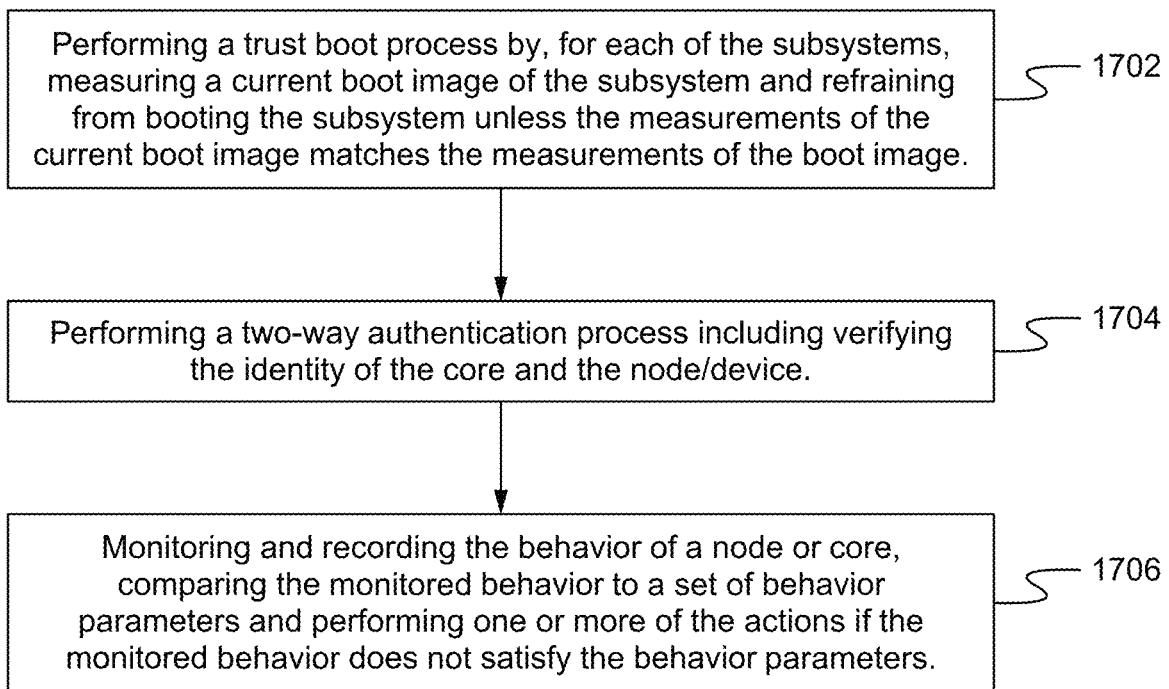 Performing a trust boot process by, for each of the subsystems,
measuring a current boot image of the subsystem and refraining
from booting the subsystem unless the measurements of the
current boot image matches the measurements of the boot image.
1702
Performing a two-way authentication process including verifying
the identity of the core and the node/device.
1704
Monitoring and recording the behavior of a node or core,
comparing the monitored behavior to a set of behavior
parameters and performing one or more of the actions if the
monitored behavior does not satisfy the behavior parameters.
1706